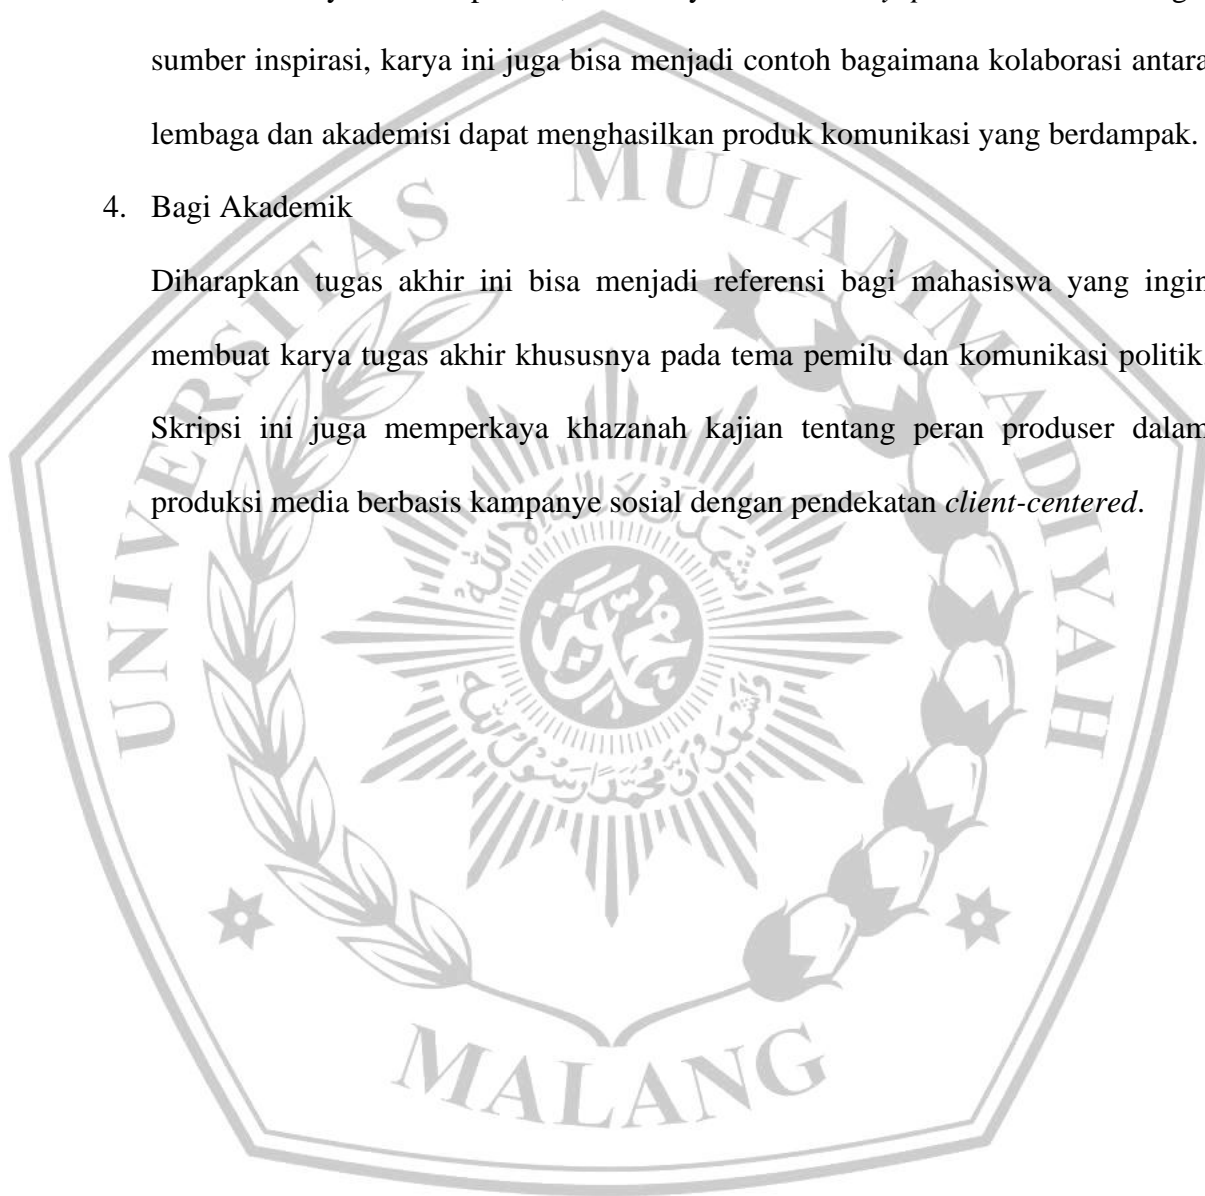 sumber inspirasi, karya ini juga bisa menjadi contoh bagaimana kolaborasi antara
lembaga dan akademisi dapat menghasilkan produk komunikasi yang berdampak.
4. Bagi Akademik
Diharapkan tugas akhir ini bisa menjadi referensi bagi mahasiswa yang ingin
membuat karya tugas akhir khususnya pada tema pemilu dan komunikasi politik
Skripsi ini juga memperkaya khazanah kajian tentang peran produser dalam
produksi media berbasis kampanye sosial dengan pendekatan client-centered.
UNIVERSITAS MUHAMMADIYAH
MALANG